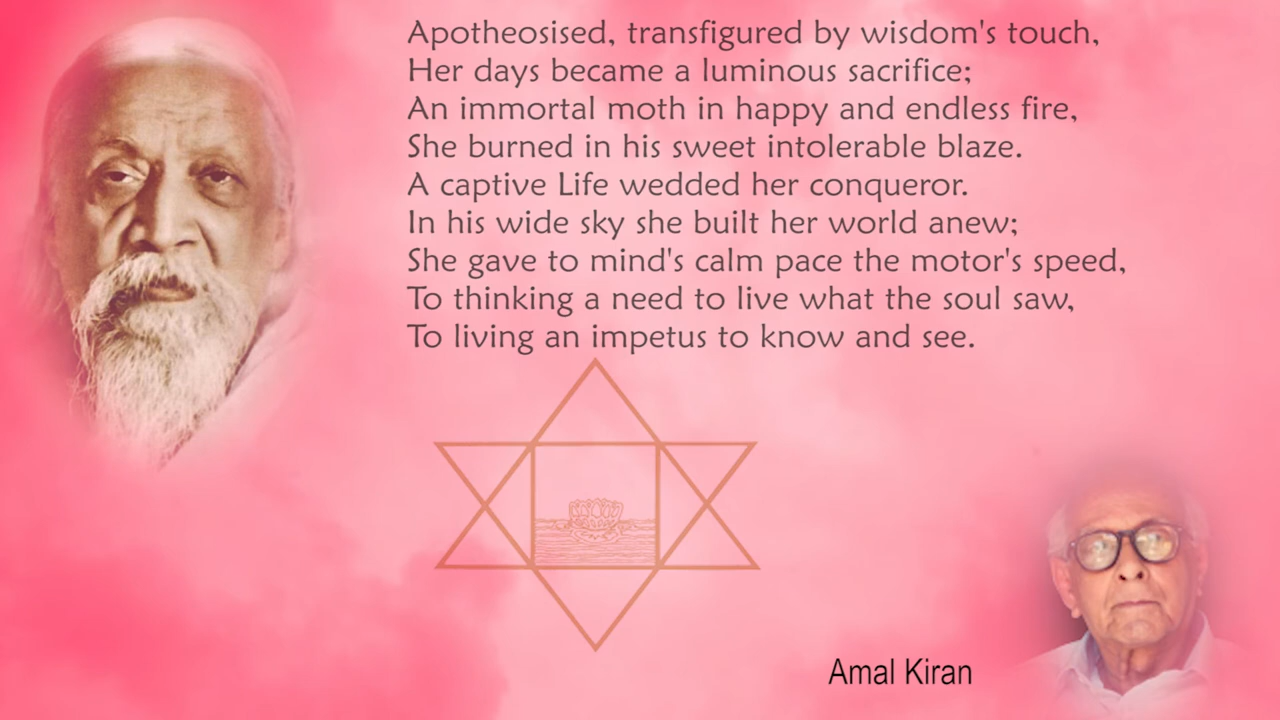 Apotheosised, transfigured by wisdom's touch,
Her days became a luminous sacrifice;
An immortal moth in happy and endless fire,
She burned in his sweet intolerable blaze.
A captive Life wedded her conqueror.
In his wide sky she built her world anew;
She gave to mind's calm pace the motor's speed,
To thinking a need to live what the soul saw,
To living an impetus to know and see.
Amal Kiran